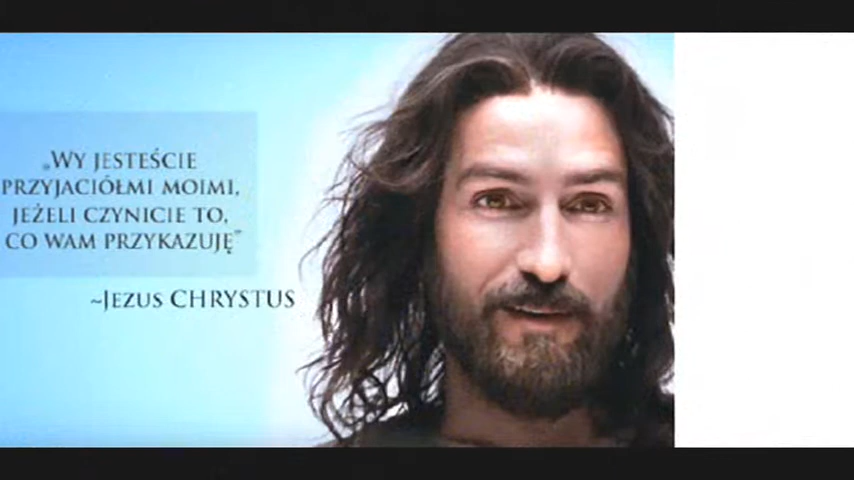 „WY JESTEŚCIE
PRZYJACIÓŁMI MOIMI,
JEŻELI CZYNICIE TO,
CO WAM PRZYKAZUJĘ”
~JEZUS CHRYSTUS